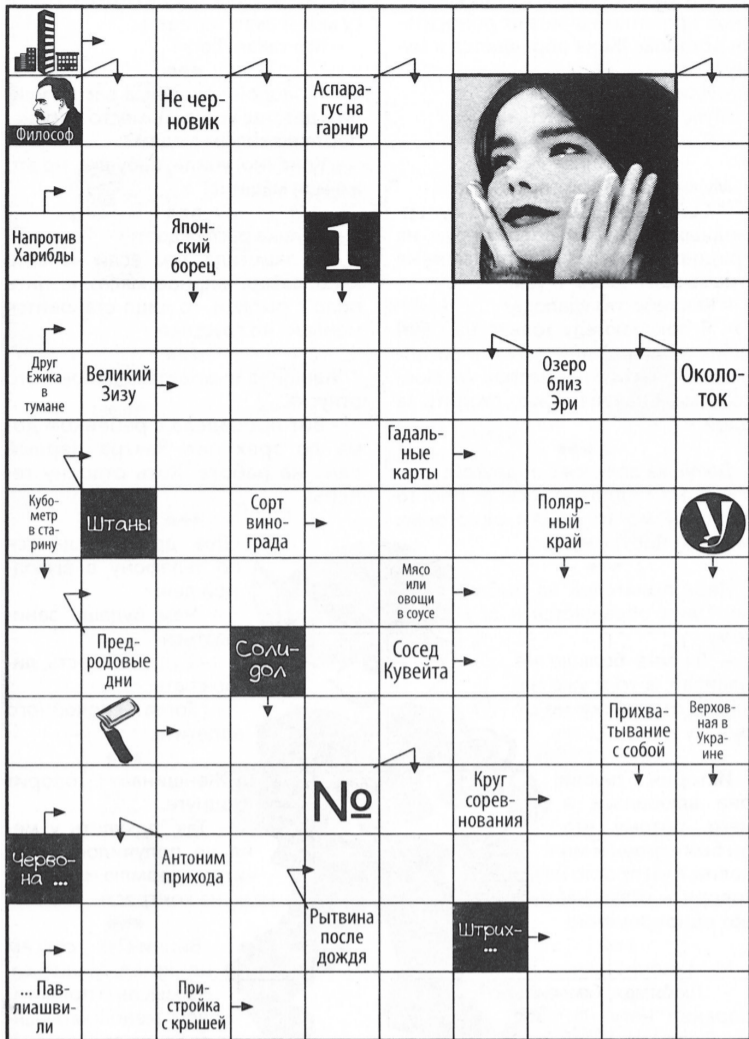 Философ
Не чер-
новик
Аспара-
гус на
гарнир
Напротив
Харибды
Япон-
ский
борец
1
Друг
Ежика
в
тумане
Великий
Зизу
Озеро
близ
Эри
Около-
ток
Гадаль-
ные
карты
Кубо-
метр
в ста-
рину
Штаны
Сорт
вино-
града
Поляр-
ный
край
У
Мясо
или
овощи
в соусе
Пред-
родовые
дни
Соли-
дол
Сосед
Кувейта
Прихва-
тывание
с собой
Верхов-
ная в
Укра-
ине
№
Круг
сорев-
нования
Черво-
на ...
Антоним
прихода
Рытвина
после
дождя
Штрих-
...
... Пав-
лиашви-
ли
При-
стройка
с крышей